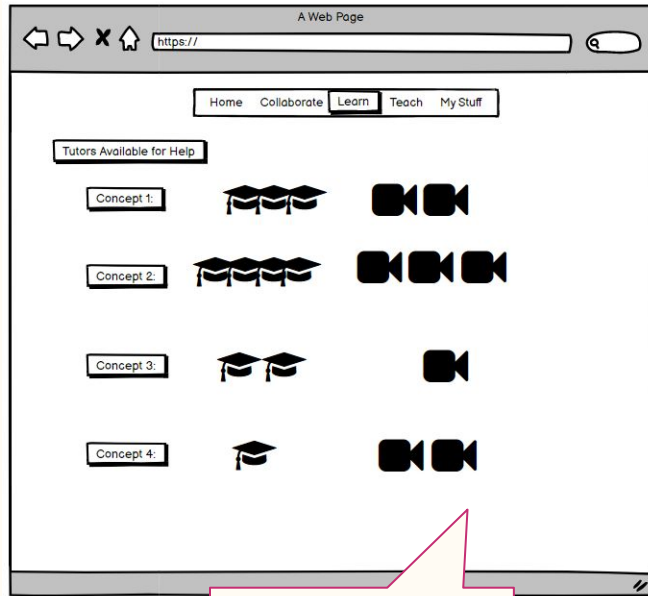 A Web Page
https://
Home Collaborate Learn Teach My Stuff
Tutors Available for Help
Concept 1:
Concept 2:
Concept 3:
Concept 4: